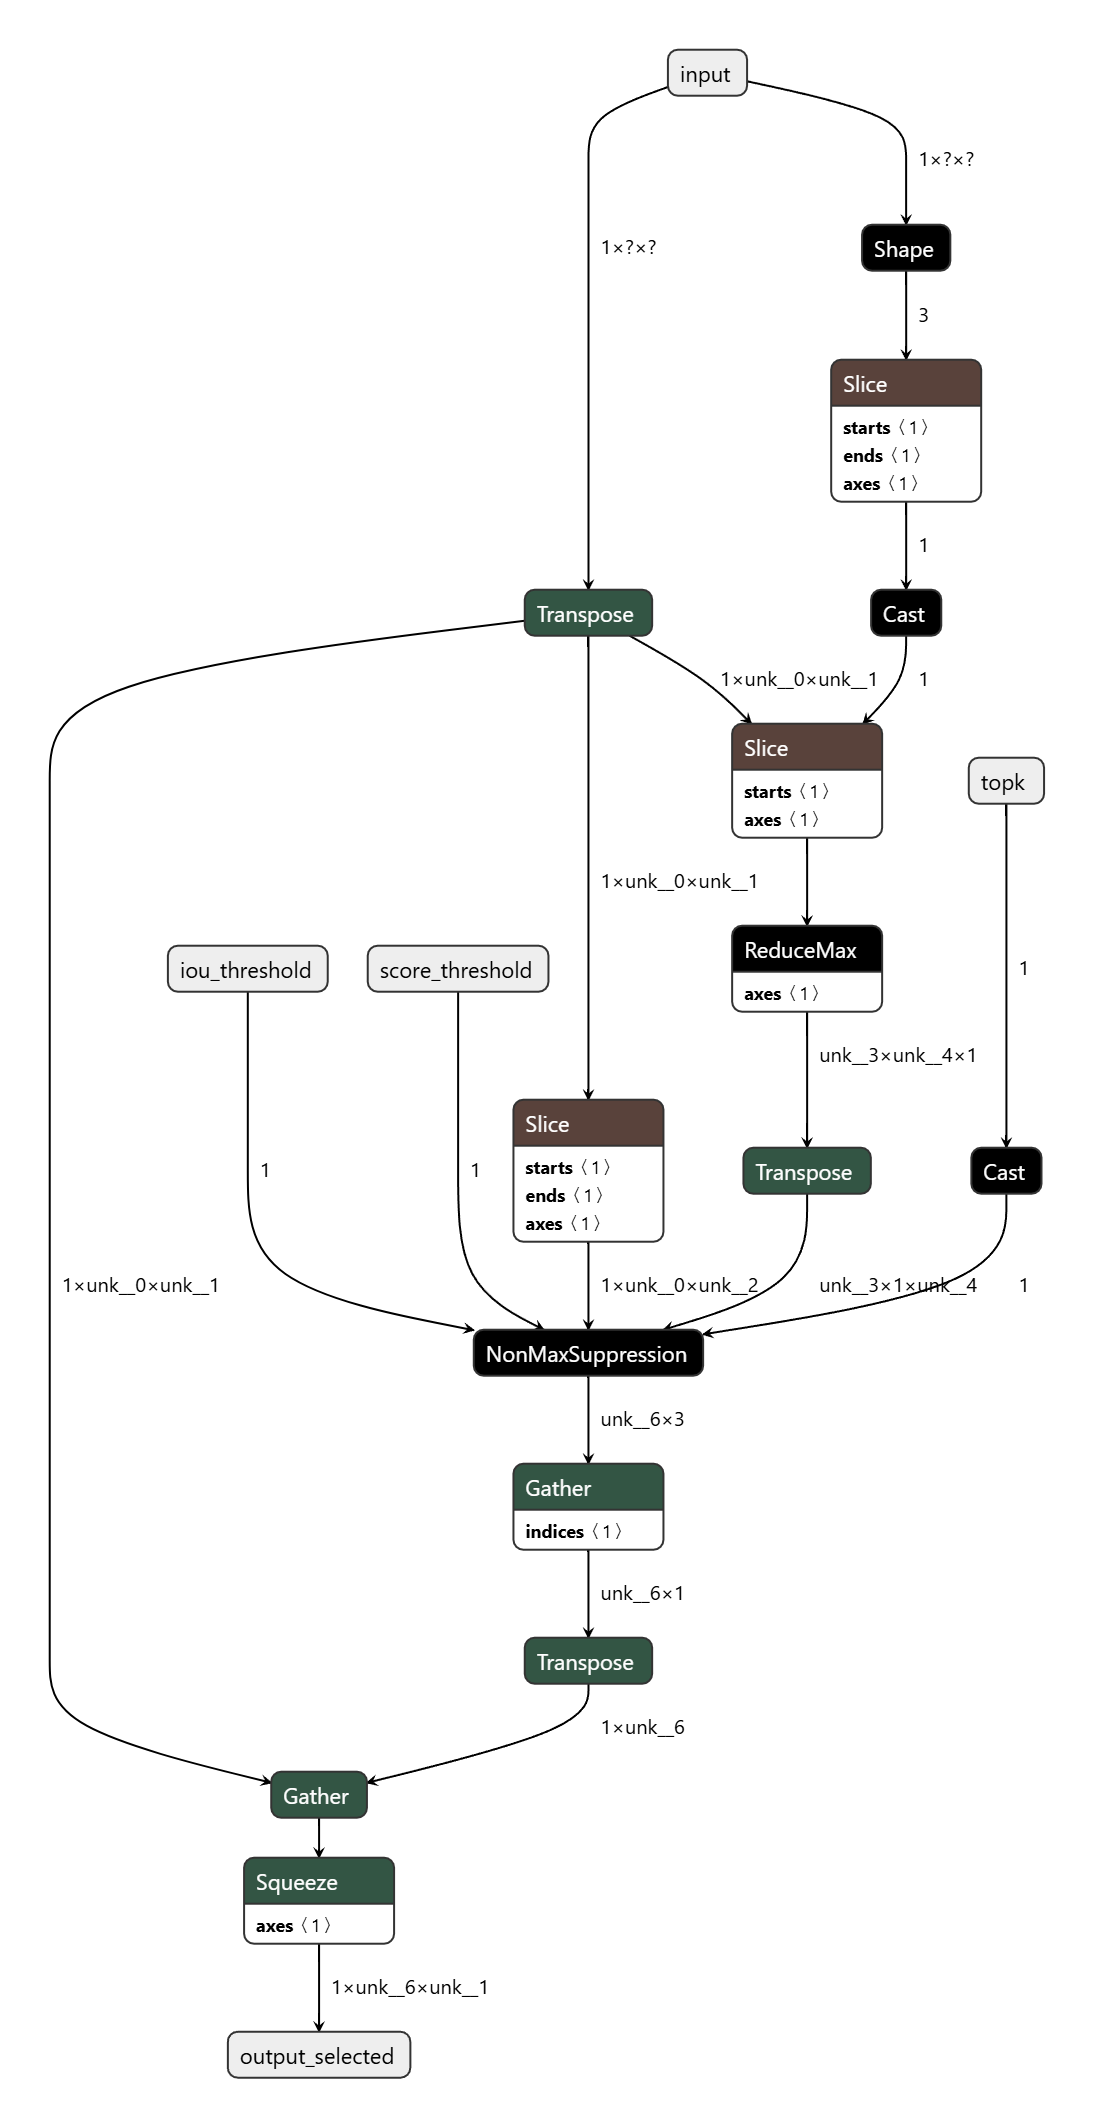 input
1×?×?
1×?×?
Shape
3
Slice
starts 〈1〉
ends 〈1〉
axes 〈1〉
1
Transpose
Cast
1×unk__0×unk__1
1
Slice
starts 〈1〉
axes 〈1〉
topk
1×unk__0×unk__1
ReduceMax
axes 〈1〉
iou_threshold
score_threshold
1
unk__3×unk__4×1
Slice
starts 〈1〉
ends 〈1〉
axes 〈1〉
1
1
Transpose
Cast
1×unk__0×unk__1
1×unk__0×unk__2
unk__3×1×unk__4
1
NonMaxSuppression
unk__6×3
Gather
indices 〈1〉
unk__6×1
Transpose
1×unk__6
Gather
Squeeze
axes 〈1〉
1×unk__6×unk__1
output_selected